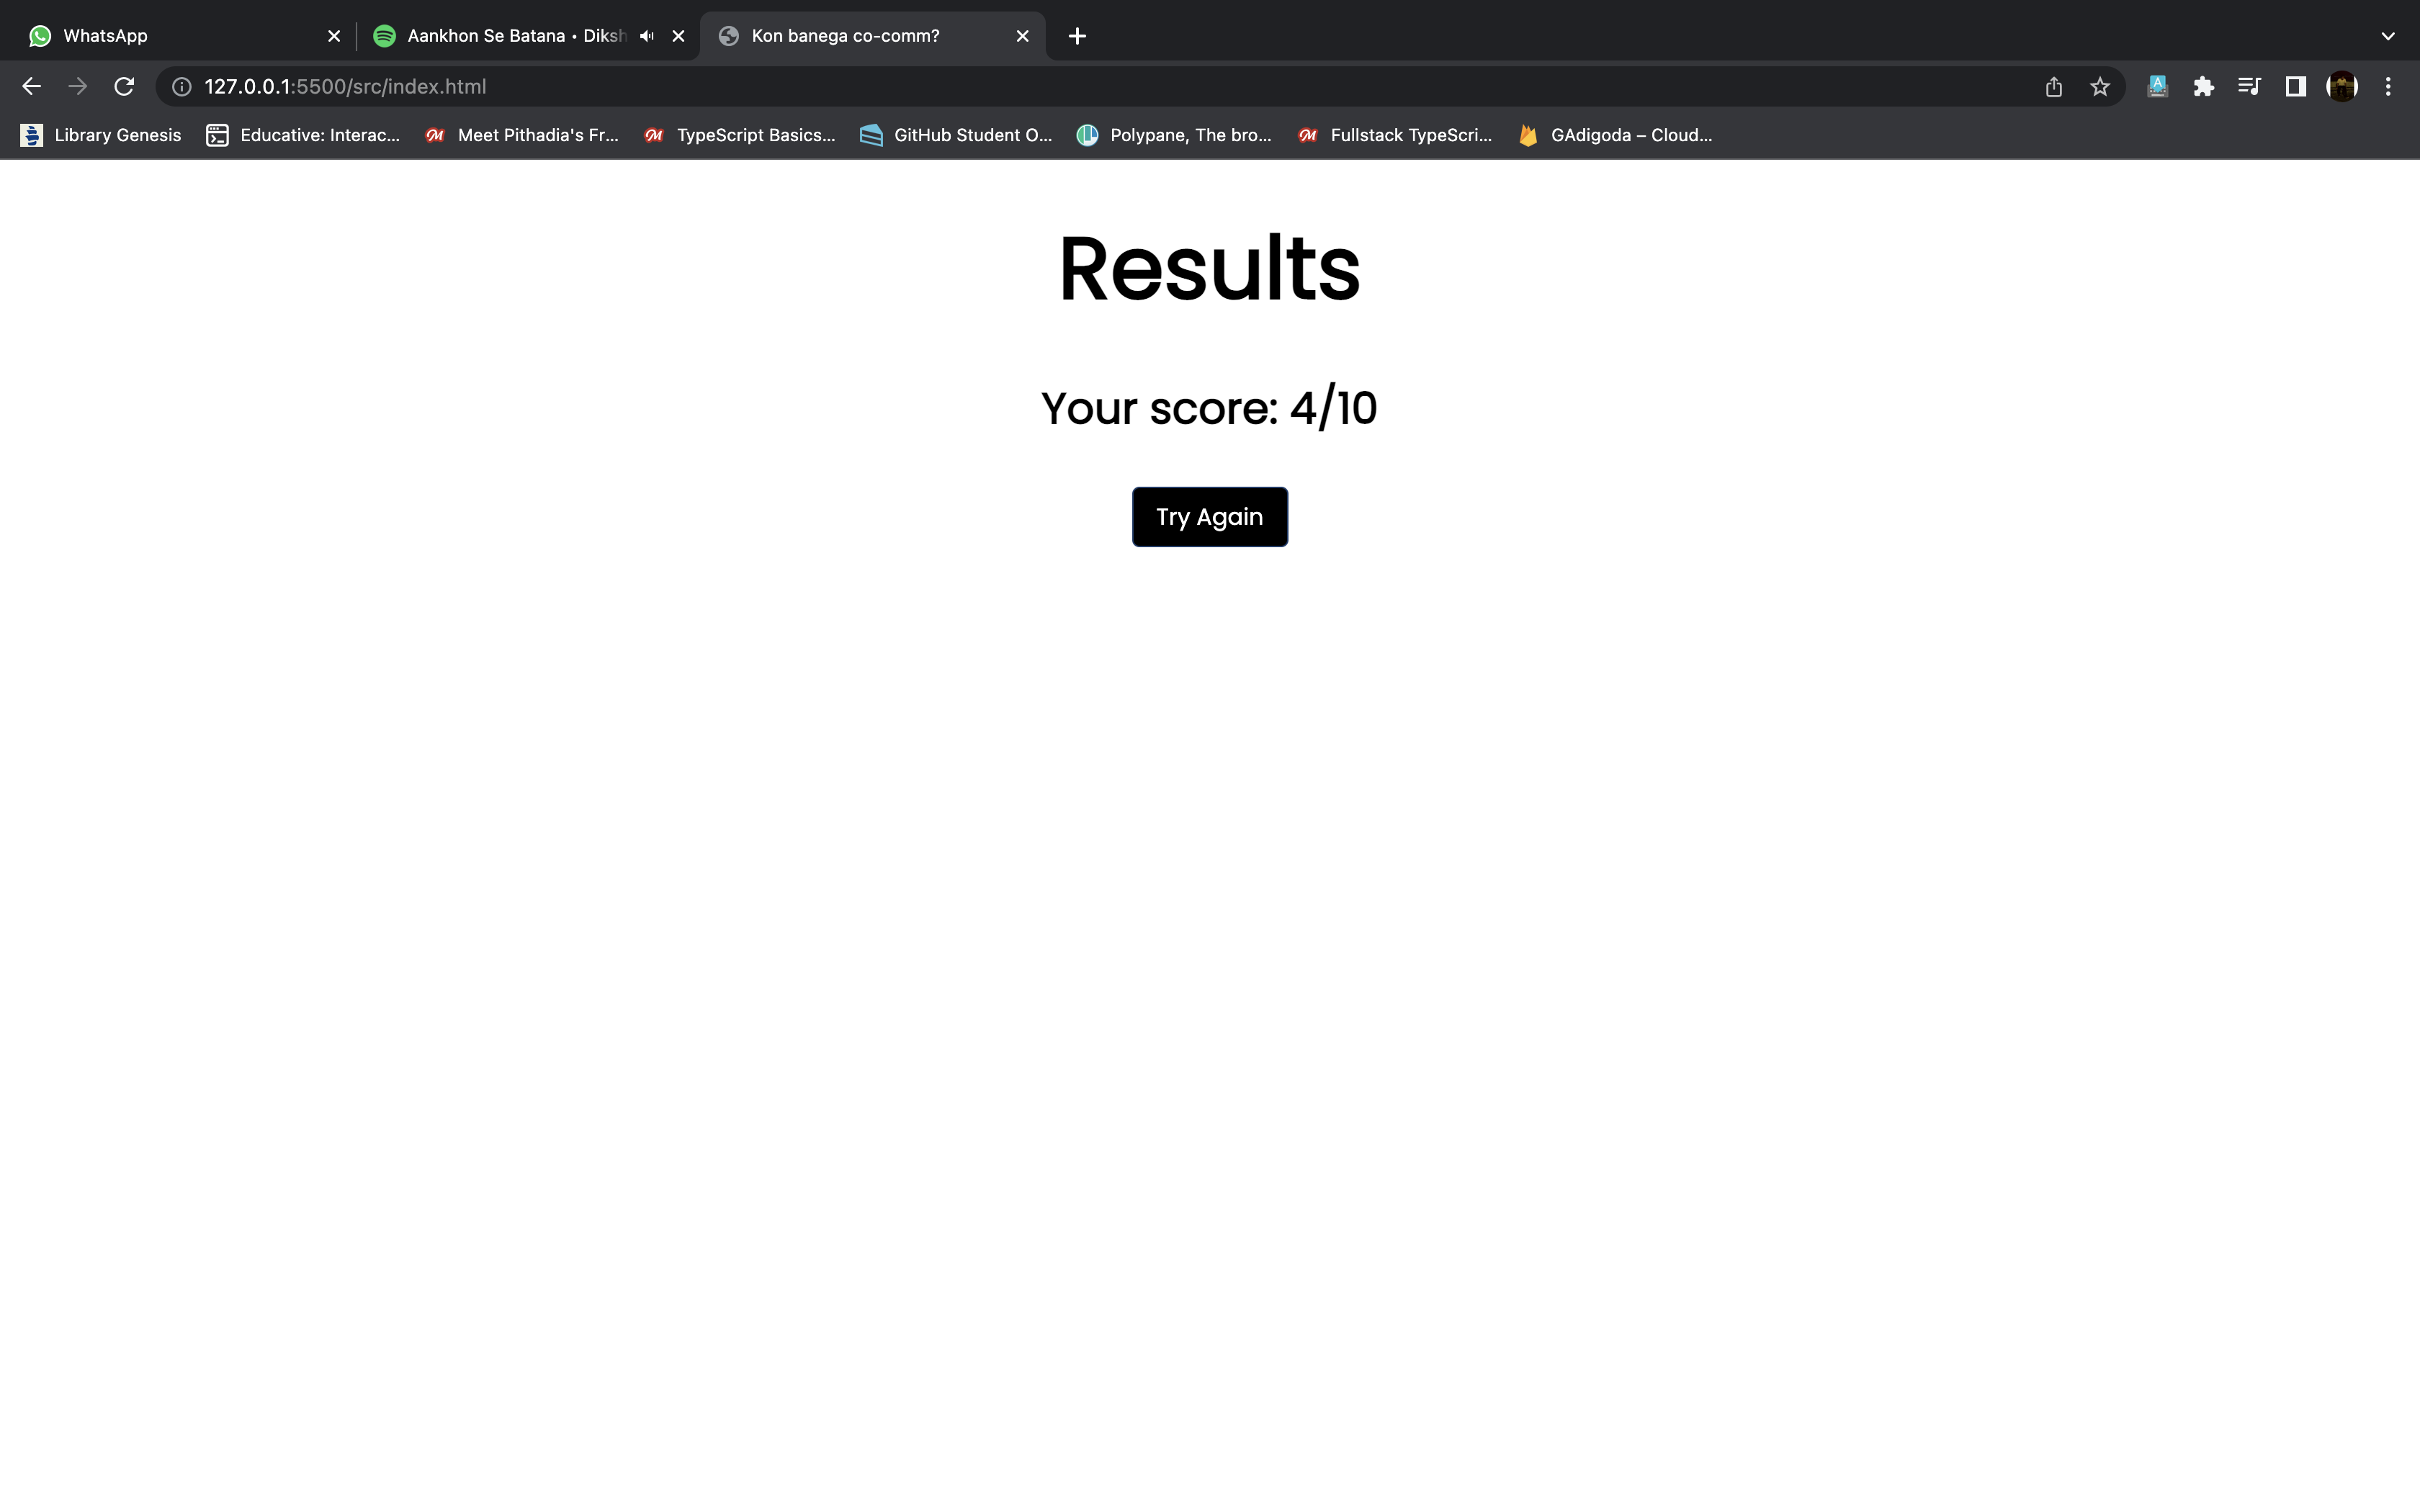 WhatsApp
Aankhon Se Batana • Diksh
Kon banega co-comm?
127.0.0.1:5500/src/index.html
Library Genesis
Educative: Interac...
Meet Pithadia's Fr...
TypeScript Basics...
GitHub Student O...
Polypane, The bro...
Fullstack TypeScri...
GAdigoda – Cloud...
Results
Your score: 4/10
Try Again